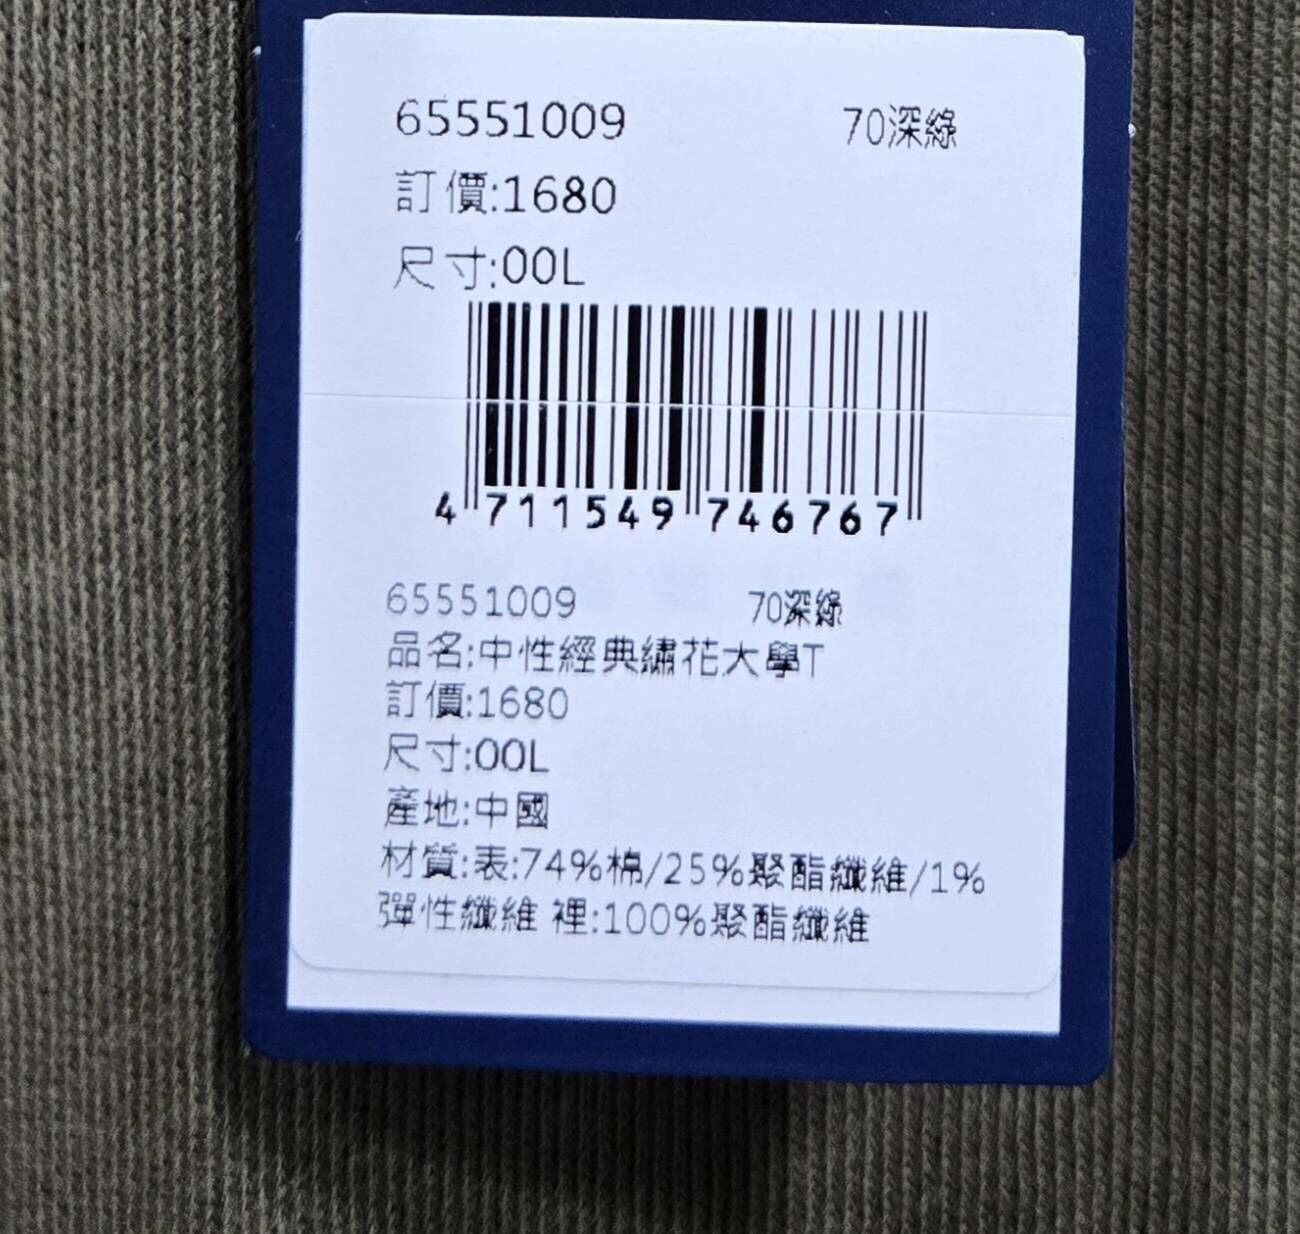 65551009 70深綠
訂價:1680
尺寸:00L
4 711549 746767
65551009 70深綠
品名:中性經典繡花大學T
訂價:1680
尺寸:00L
產地:中國
材質:表:74%棉/25%聚酯纖維/1%
彈性纖維 裡:100%聚酯纖維